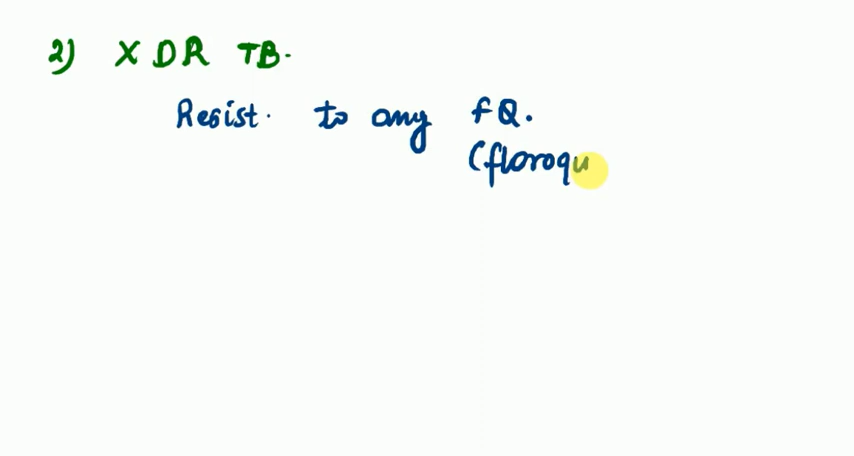 2) XDR TB.
Resist. to any FQ.
(floroqu